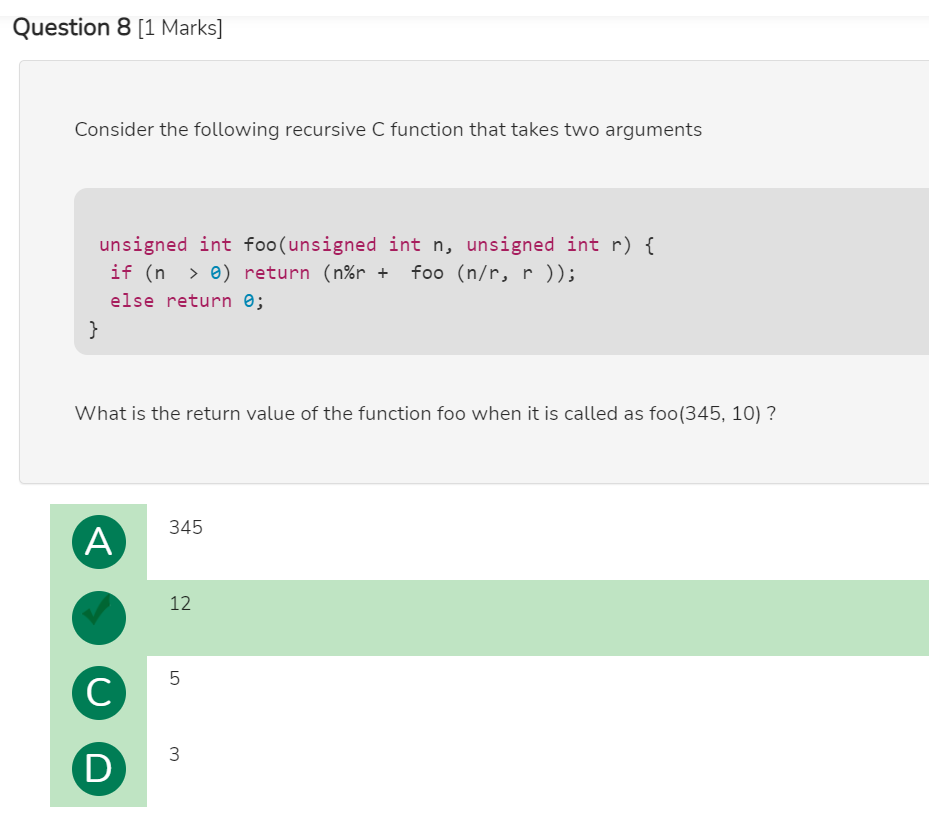 Question 8 [1 Marks]
Consider the following recursive C function that takes two arguments
unsigned int foo(unsigned int n, unsigned int r) {
if (n  > 0) return (n%r +  foo (n/r, r ));
else return 0;
}
What is the return value of the function foo when it is called as foo(345, 10) ?
A 345
12
C 5
D 3